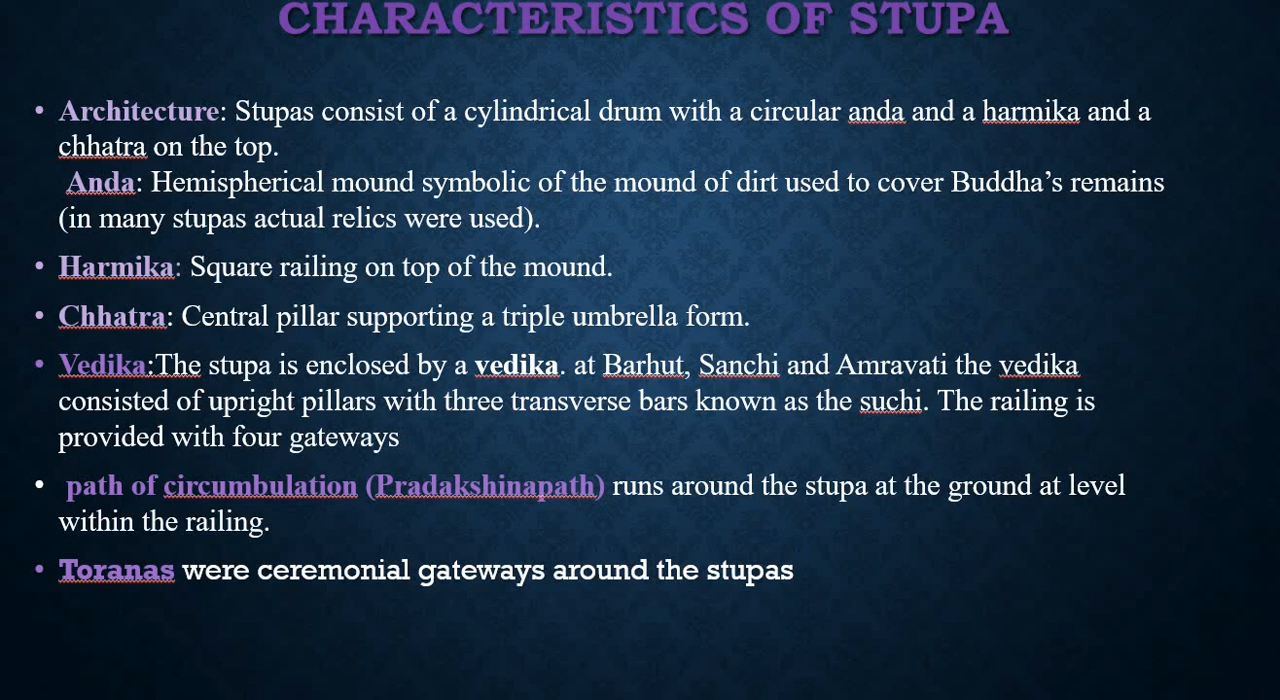 CHARACTERISTICS OF STUPA
• Architecture: Stupas consist of a cylindrical drum with a circular anda and a harmika and a
chhatra on the top.
Anda: Hemispherical mound symbolic of the mound of dirt used to cover Buddha’s remains
(in many stupas actual relics were used).
• Harmika: Square railing on top of the mound.
• Chhatra: Central pillar supporting a triple umbrella form.
• Vedika:The stupa is enclosed by a vedika. at Barhut, Sanchi and Amravati the vedika
consisted of upright pillars with three transverse bars known as the suchi. The railing is
provided with four gateways
• path of circumbulation (Pradakshinapath) runs around the stupa at the ground at level
within the railing.
• Toranas were ceremonial gateways around the stupas